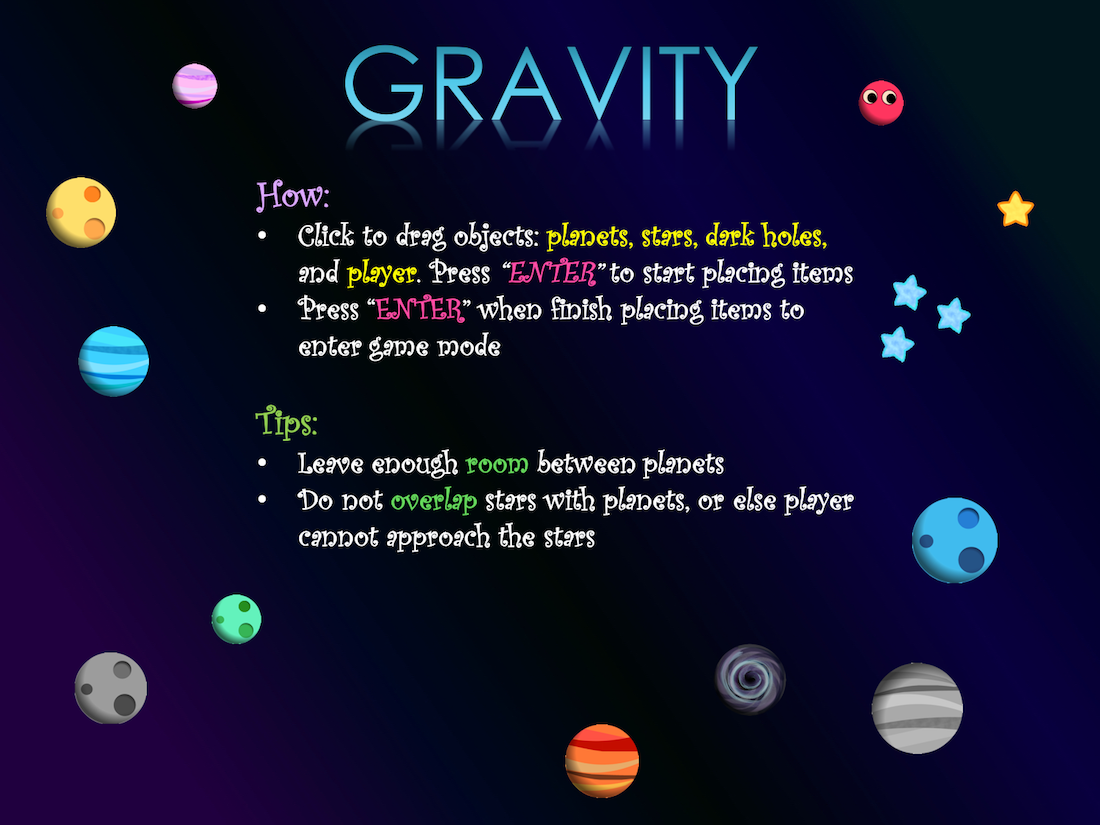 GRAVITY
How:
• Click to drag objects: planets, stars, dark holes,
and player. Press “ENTER” to start placing items
• Press “ENTER” when finish placing items to
enter game mode
Tips:
• Leave enough room between planets
• Do not overlap stars with planets, or else player
cannot approach the stars